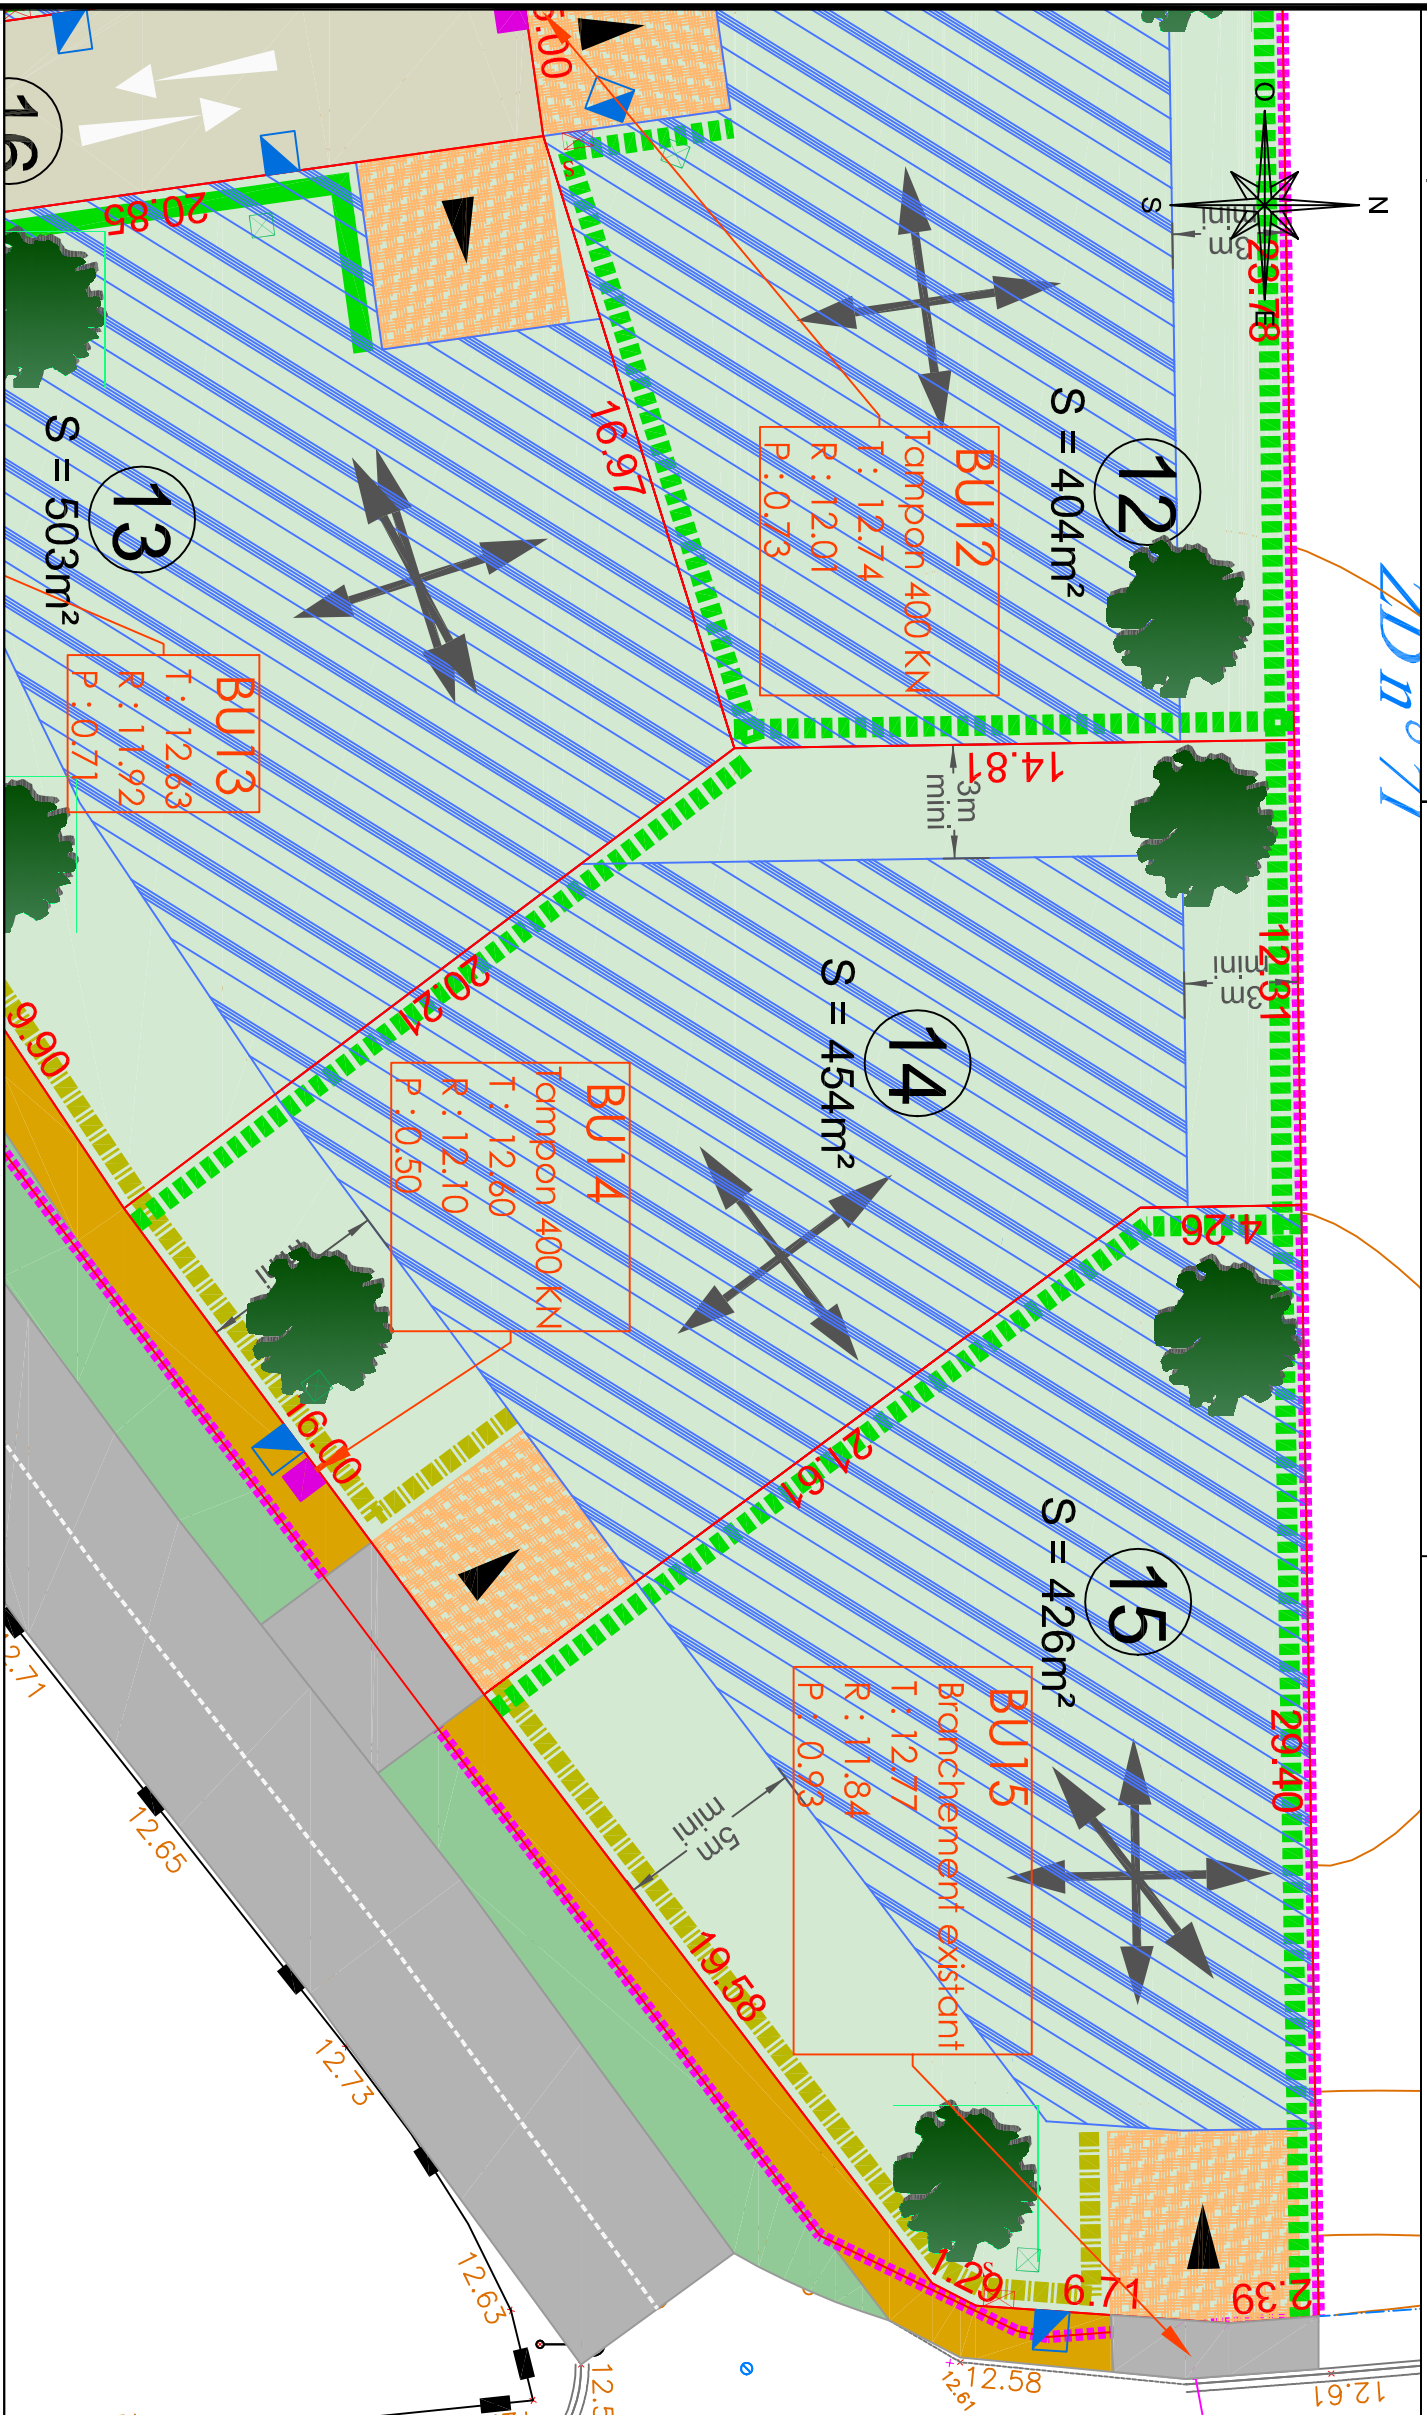 16
20.85
5.00
16.97
O
N
S
E
3m
mini
23.78
12
S = 404m²
BU12
Tampon 400 KN
T : 12.74
R : 12.01
P : 0.73
13
S = 503m²
BU13
T : 12.63
R : 11.92
P : 0.71
ZD n° 71
14.81
3m
mini
12.31
3m
mini
20.21
9.90
14
S = 454m²
BU14
Tampon 400 KN
T : 12.60
R : 12.10
P : 0.50
4.26
21.61
19.00
15
S = 426m²
BU15
Branchement existant
T : 12.77
R : 11.84
P : 0.93
29.40
5m
mini
19.58
1.29
S
6.71
2.39
12.71
12.65
12.73
12.63
12.58
12.61
12.61